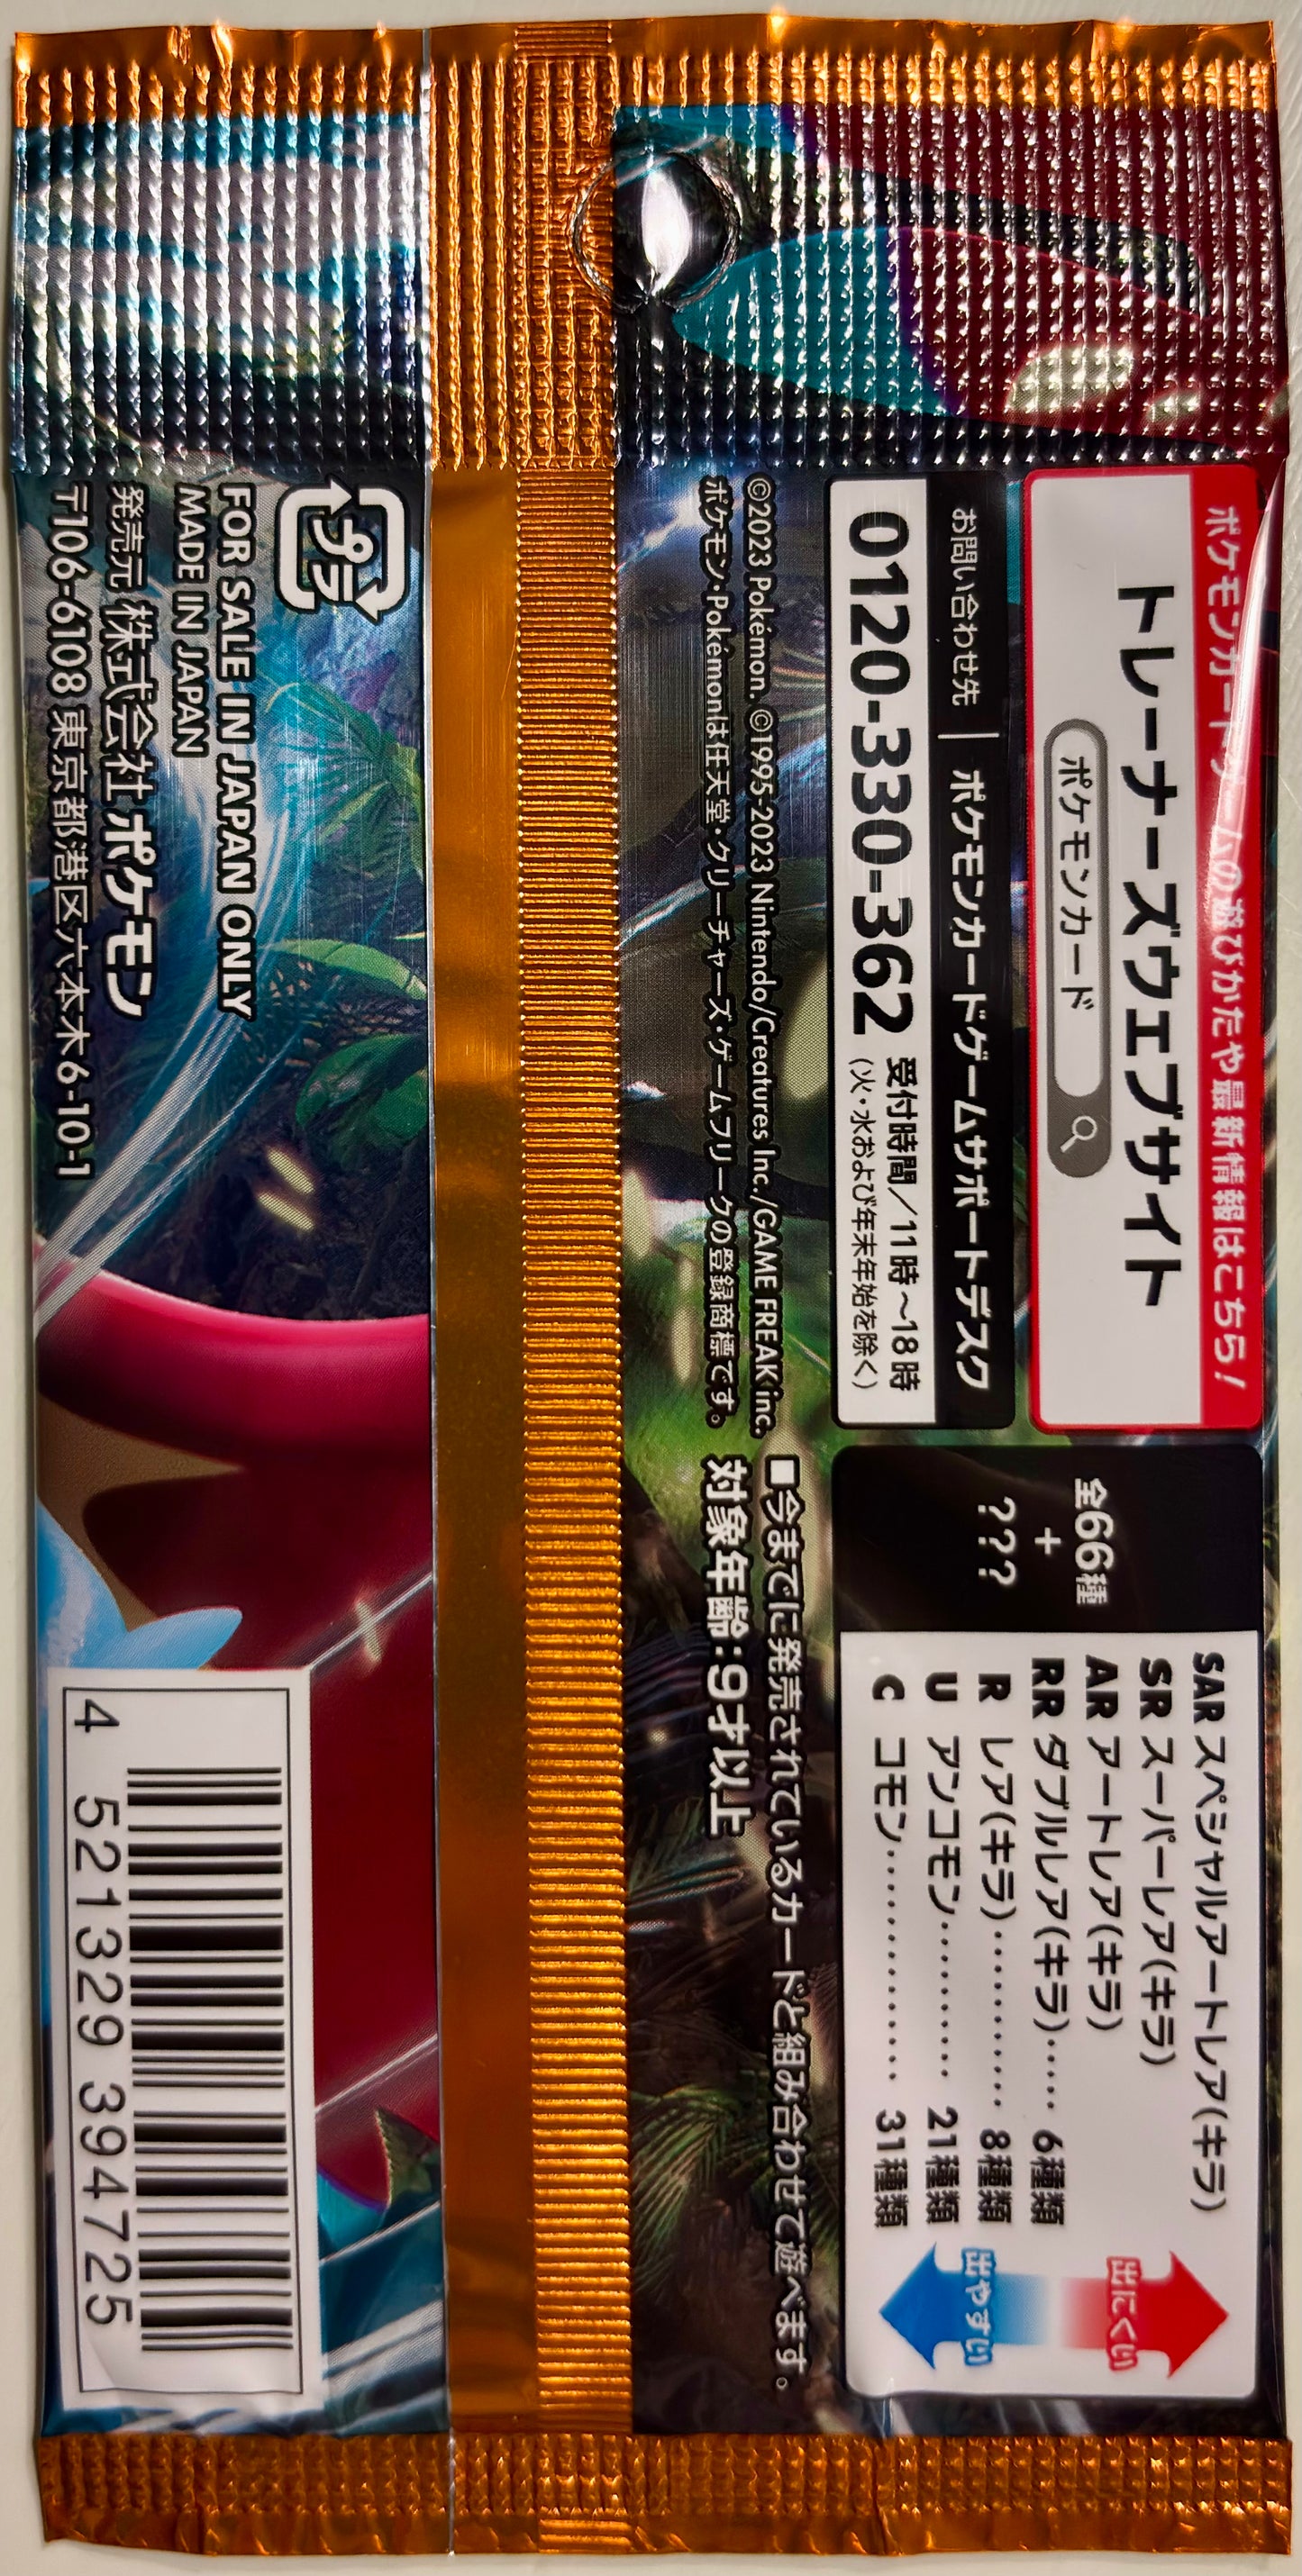 ポケモンカードゲームの遊びかたや最新情報はこちら!
トレーナーズウェブサイト
ポケモンカード
お問い合わせ先 | ポケモンカードゲームサポートデスク
0120-330-362 受付時間/11時〜18時
(火・水および年末年始を除く)
©2023 Pokémon. ©1995-2023 Nintendo/Creatures Inc./GAME FREAK inc.
ポケモン・Pokémonは任天堂・クリーチャーズ・ゲームフリークの登録商標です。
全66種
+
???
SAR スペシャルアートレア(キラ)
SR スーパーレア(キラ)
AR アートレア(キラ)
RR ダブルレア(キラ)…… 6種類
R レア(キラ)………… 8種類
U アンコモン………… 21種類
C コモン……………… 31種類
出にくい
出やすい
■今までに発売されているカードと組み合わせて遊べます。
対象年齢:9才以上
プラ
FOR SALE IN JAPAN ONLY
MADE IN JAPAN
発売元 株式会社ポケモン
〒106-6108 東京都港区六本木6-10-1
4 521329 394725